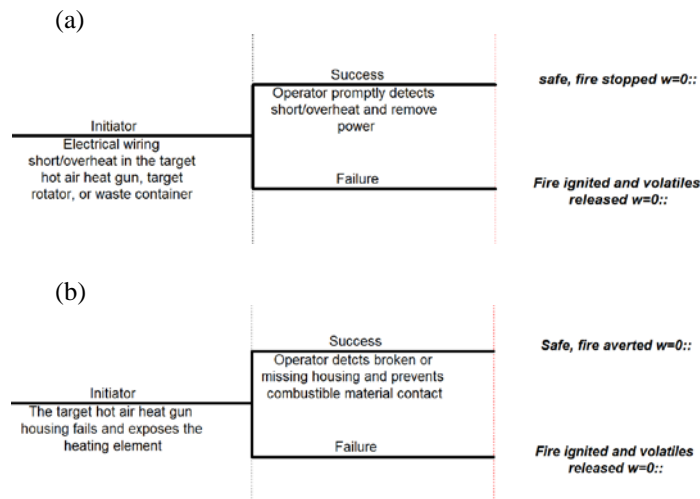 (a)
Success
safe, fire stopped w=0::
Operator promptly detects
short/overheat and remove
power
Initiator
Electrical wiring
short/overheat in the target
hot air heat gun, target
rotator, or waste container
Failure
Fire ignited and volatiles
released w=0::
(b)
Success
Safe, fire averted w=0::
Operator detcts broken or
missing housing and prevents
combustible material contact
Initiator
The target hot air heat gun
housing fails and exposes the
heating element
Failure
Fire ignited and volatiles
released w=0::